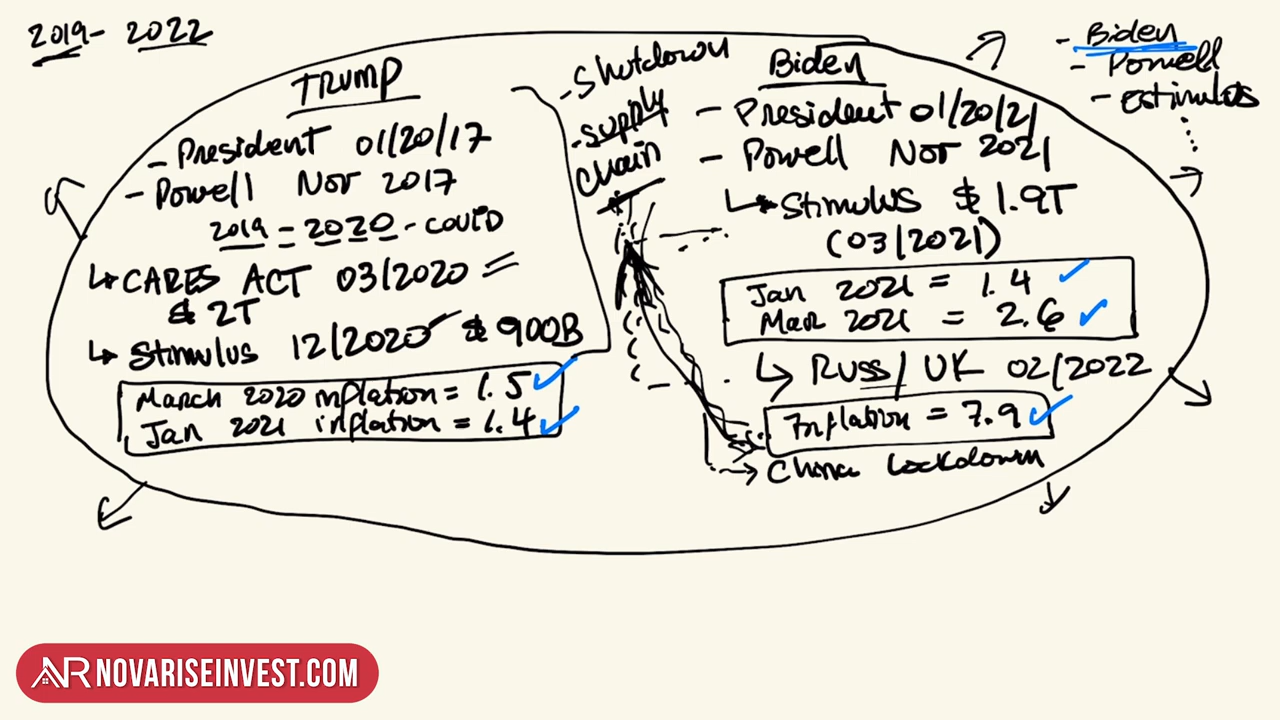 2019 - 2022
TRUMP
- President 01/20/17
- Powell Nov 2017
2019 - 2020 - COVID
↳ CARES ACT 03/2020
$ 2T
↳ Stimulus 12/2020 $ 900B
March 2020 inflation = 1.5 ✓
Jan 2021 inflation = 1.4 ✓
- Shutdown
- supply
chain
Biden
- President 01/20/21
- Powell Nov 2021
↳ Stimulus $ 1.9T
(03/2021)
Jan 2021 = 1.4 ✓
Mar 2021 = 2.6 ✓
↳ Russ/UK 02/2022
Inflation = 7.9 ✓
→ China Lockdown
- Biden
- Powell
- stimulus
NR NOVARISEINVEST.COM